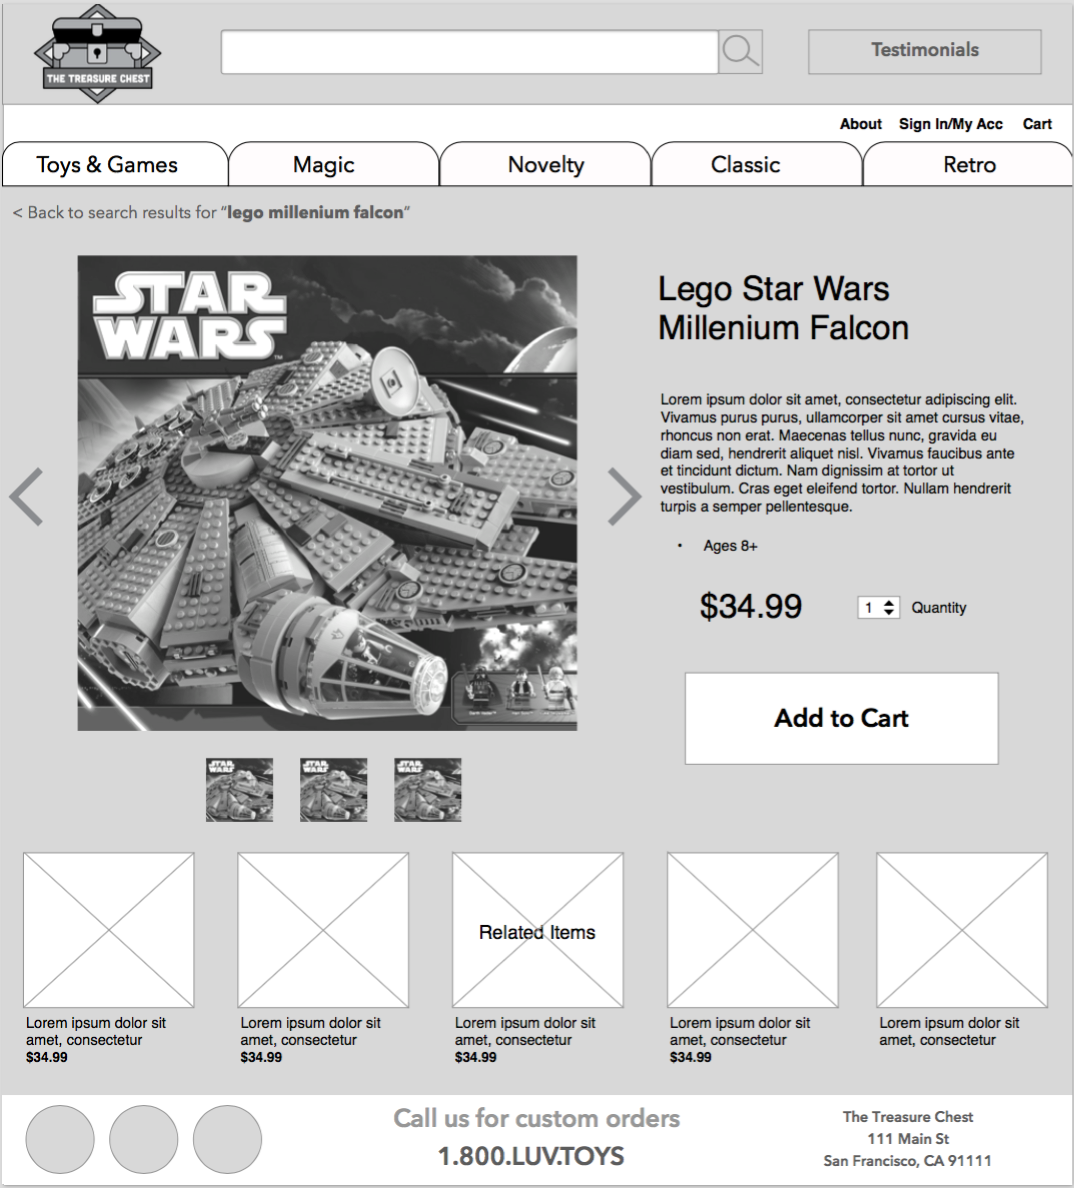 THE TREASURE CHEST
Testimonials
About Sign In/My Acc Cart
Toys & Games Magic Novelty Classic Retro
< Back to search results for “lego millenium falcon”
STAR
WARS
™
Lego Star Wars
Millenium Falcon
Lorem ipsum dolor sit amet, consectetur adipiscing elit.
Vivamus purus purus, ullamcorper sit amet cursus vitae,
rhoncus non erat. Maecenas tellus nunc, gravida eu
diam sed, hendrerit aliquet nisl. Vivamus faucibus ante
et tincidunt dictum. Nam dignissim at tortor ut
vestibulum. Cras eget eleifend tortor. Nullam hendrerit
turpis a semper pellentesque.
• Ages 8+
$34.99 1 Quantity
Add to Cart
STAR WARS
STAR WARS
STAR WARS
Related Items
Lorem ipsum dolor sit
amet, consectetur
$34.99
Lorem ipsum dolor sit
amet, consectetur
$34.99
Lorem ipsum dolor sit
amet, consectetur
$34.99
Lorem ipsum dolor sit
amet, consectetur
$34.99
Lorem ipsum dolor sit
amet, consectetur
Call us for custom orders
1.800.LUV.TOYS
The Treasure Chest
111 Main St
San Francisco, CA 91111